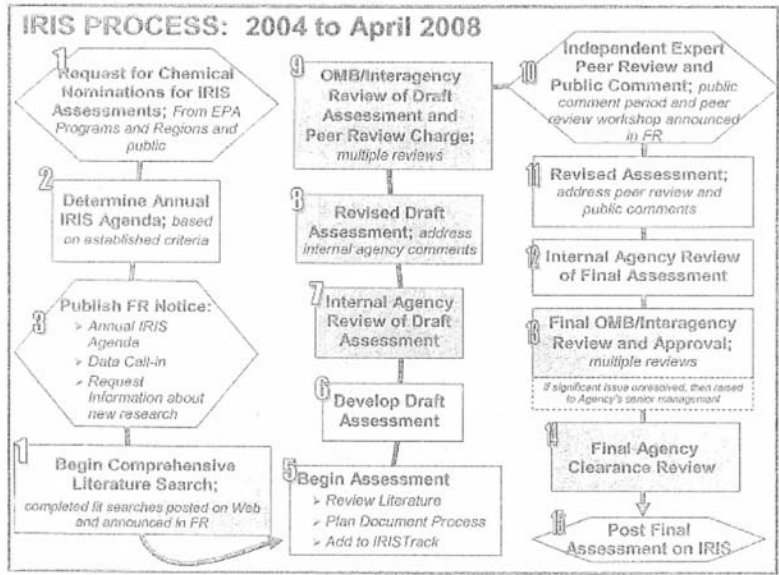 IRIS PROCESS: 2004 to April 2008
1
Request for Chemical
Nominations for IRIS
Assessments; From EPA
Programs and Regions and
public
2
Determine Annual
IRIS Agenda; based
on established criteria
3
Publish FR Notice:
➤ Annual IRIS
Agenda
➤ Data Call-in
➤ Request
Information about
new research
1
Begin Comprehensive
Literature Search;
completed lit searches posted on Web
and announced in FR
5
Begin Assessment
➤ Review Literature
➤ Plan Document Process
➤ Add to IRISTrack
6
Develop Draft
Assessment
7
Internal Agency
Review of Draft
Assessment
8
Revised Draft
Assessment; address
internal agency comments
9
OMB/Interagency
Review of Draft
Assessment and
Peer Review Charge;
multiple reviews
10
Independent Expert
Peer Review and
Public Comment; public
comment period and peer
review workshop announced
in FR
11
Revised Assessment;
address peer review and
public comments
12
Internal Agency Review
of Final Assessment
13
Final OMB/Interagency
Review and Approval;
multiple reviews
If significant issue unresolved, then raised
to Agency's senior management
14
Final Agency
Clearance Review
15
Post Final
Assessment on IRIS